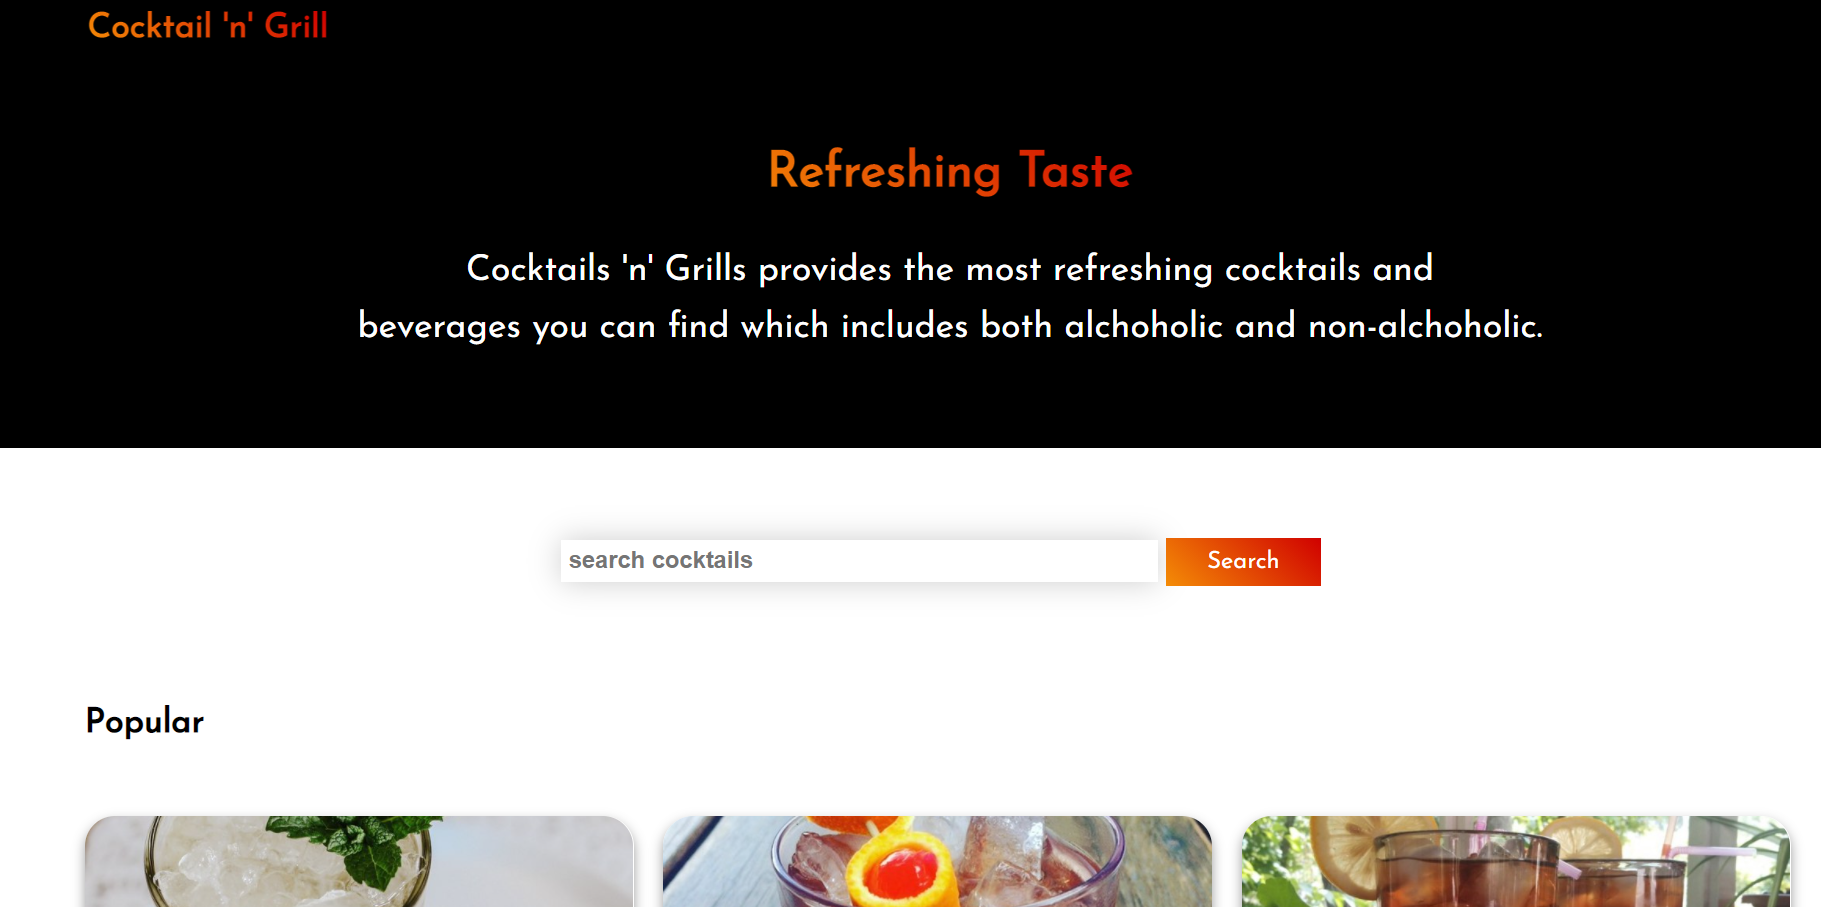 Cocktail 'n' Grill
Refreshing Taste
Cocktails 'n' Grills provides the most refreshing cocktails and
beverages you can find which includes both alchoholic and non-alchoholic.
search cocktails
Search
Popular